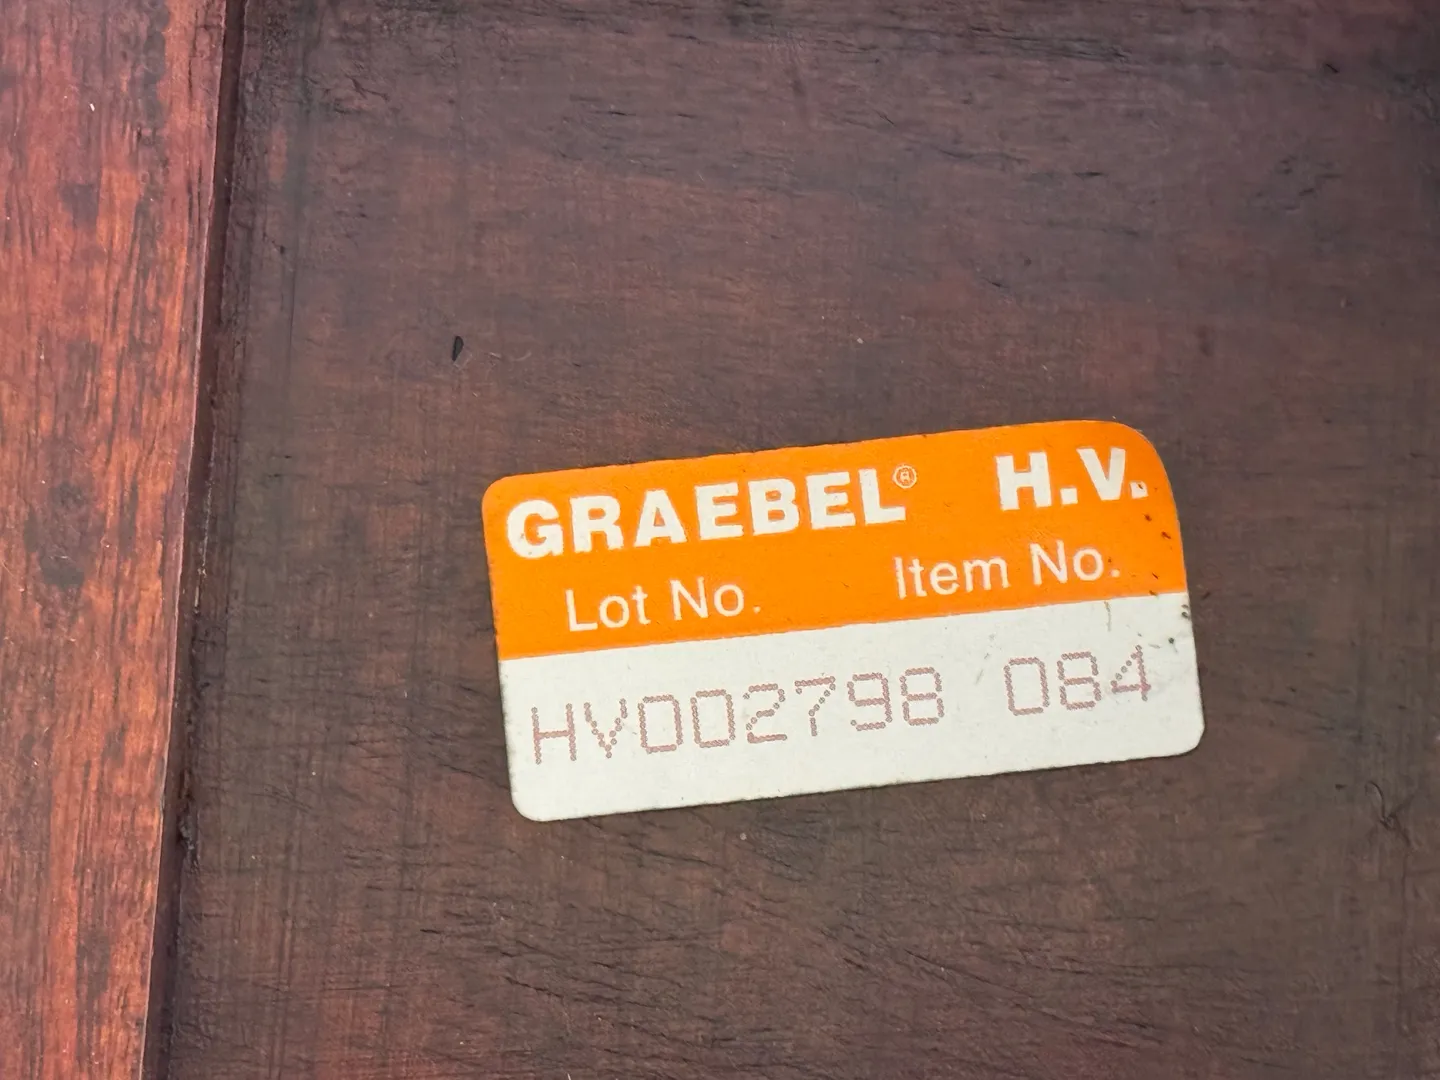 GRAEBEL® H.V.
Lot No. Item No.
HV002798 084